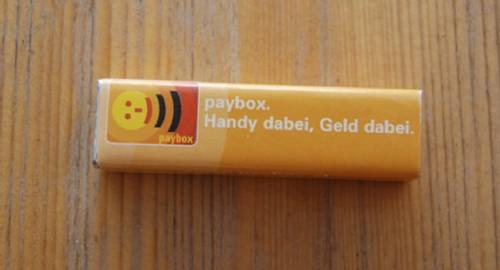 paybox.
Handy dabei, Geld dabei.
paybox